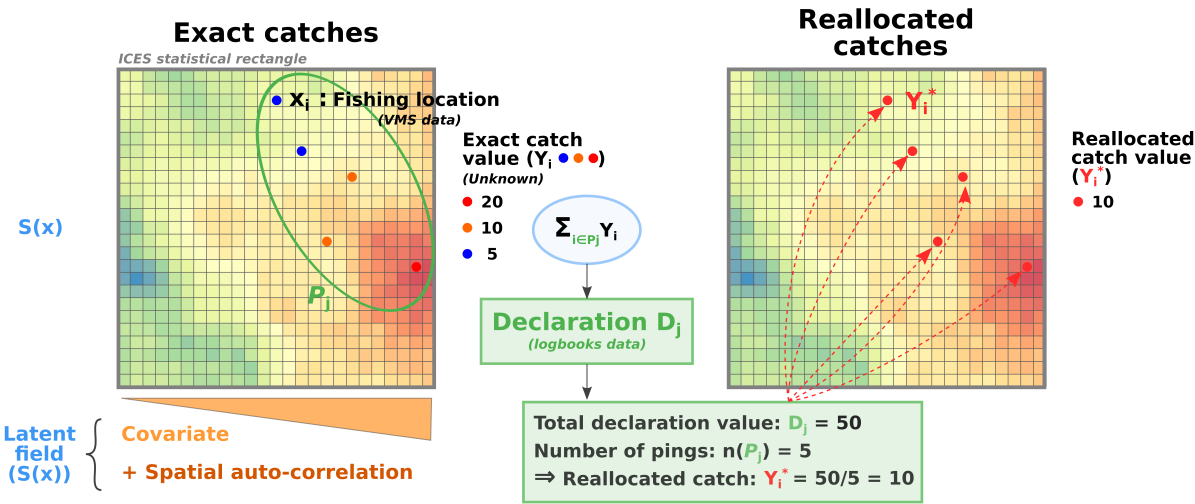 Exact catches
ICES statistical rectangle
Xi : Fishing location
(VMS data)
Pj
S(x)
Exact catch
value (Yi )
(Unknown)
20
10
5
Σi∈Pj Yi
Declaration Dj
(logbooks data)
Reallocated
catches
Yi*
Reallocated
catch value
(Yi*)
10
Latent
field
(S(x))
Covariate
+ Spatial auto-correlation
Total declaration value: Dj = 50
Number of pings: n(Pj) = 5
⇒ Reallocated catch: Yi* = 50/5 = 10